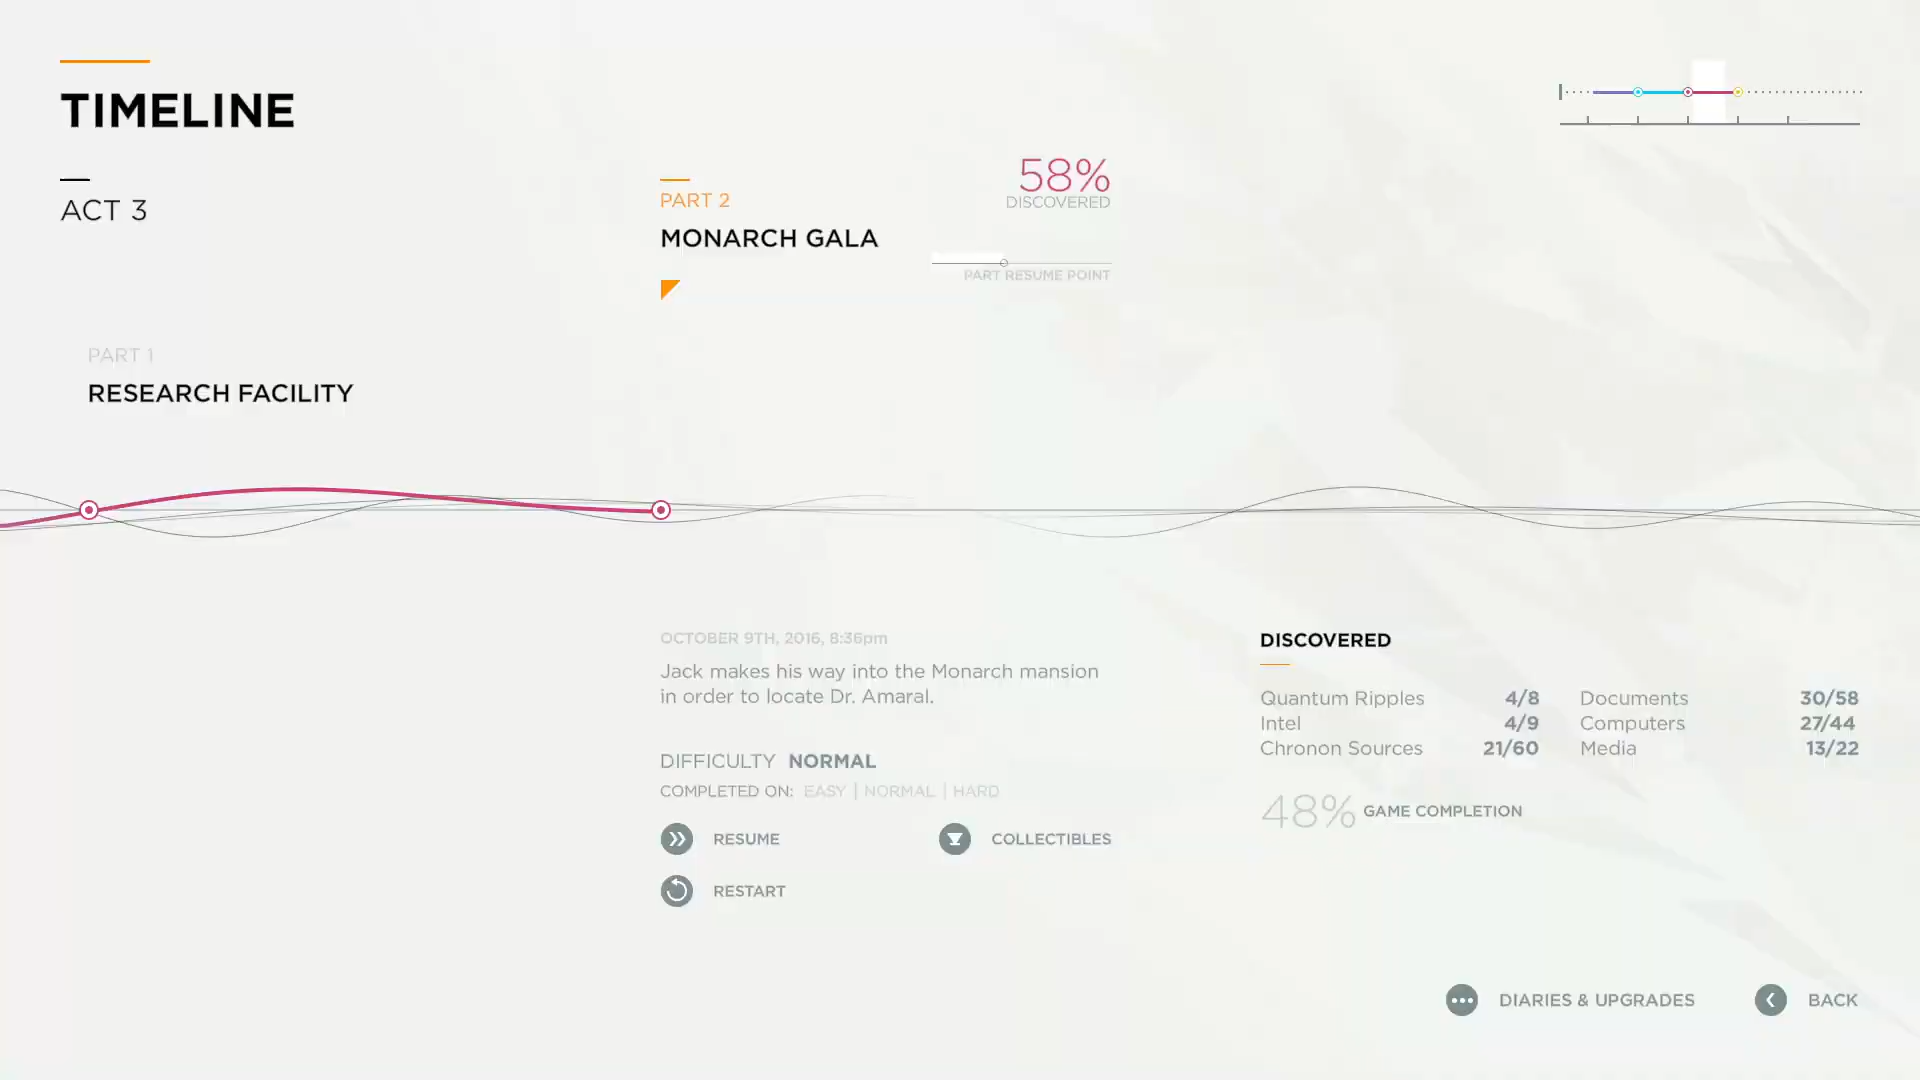 TIMELINE
ACT 3
PART 2
MONARCH GALA
58%
DISCOVERED
PART RESUME POINT
PART 1
RESEARCH FACILITY
OCTOBER 9TH, 2016, 8:36pm
Jack makes his way into the Monarch mansion
in order to locate Dr. Amaral.
DIFFICULTY NORMAL
COMPLETED ON: EASY | NORMAL | HARD
RESUME
COLLECTIBLES
RESTART
DISCOVERED
Quantum Ripples 4/8
Intel 4/9
Chronon Sources 21/60
Documents 30/58
Computers 27/44
Media 13/22
48% GAME COMPLETION
DIARIES & UPGRADES
BACK